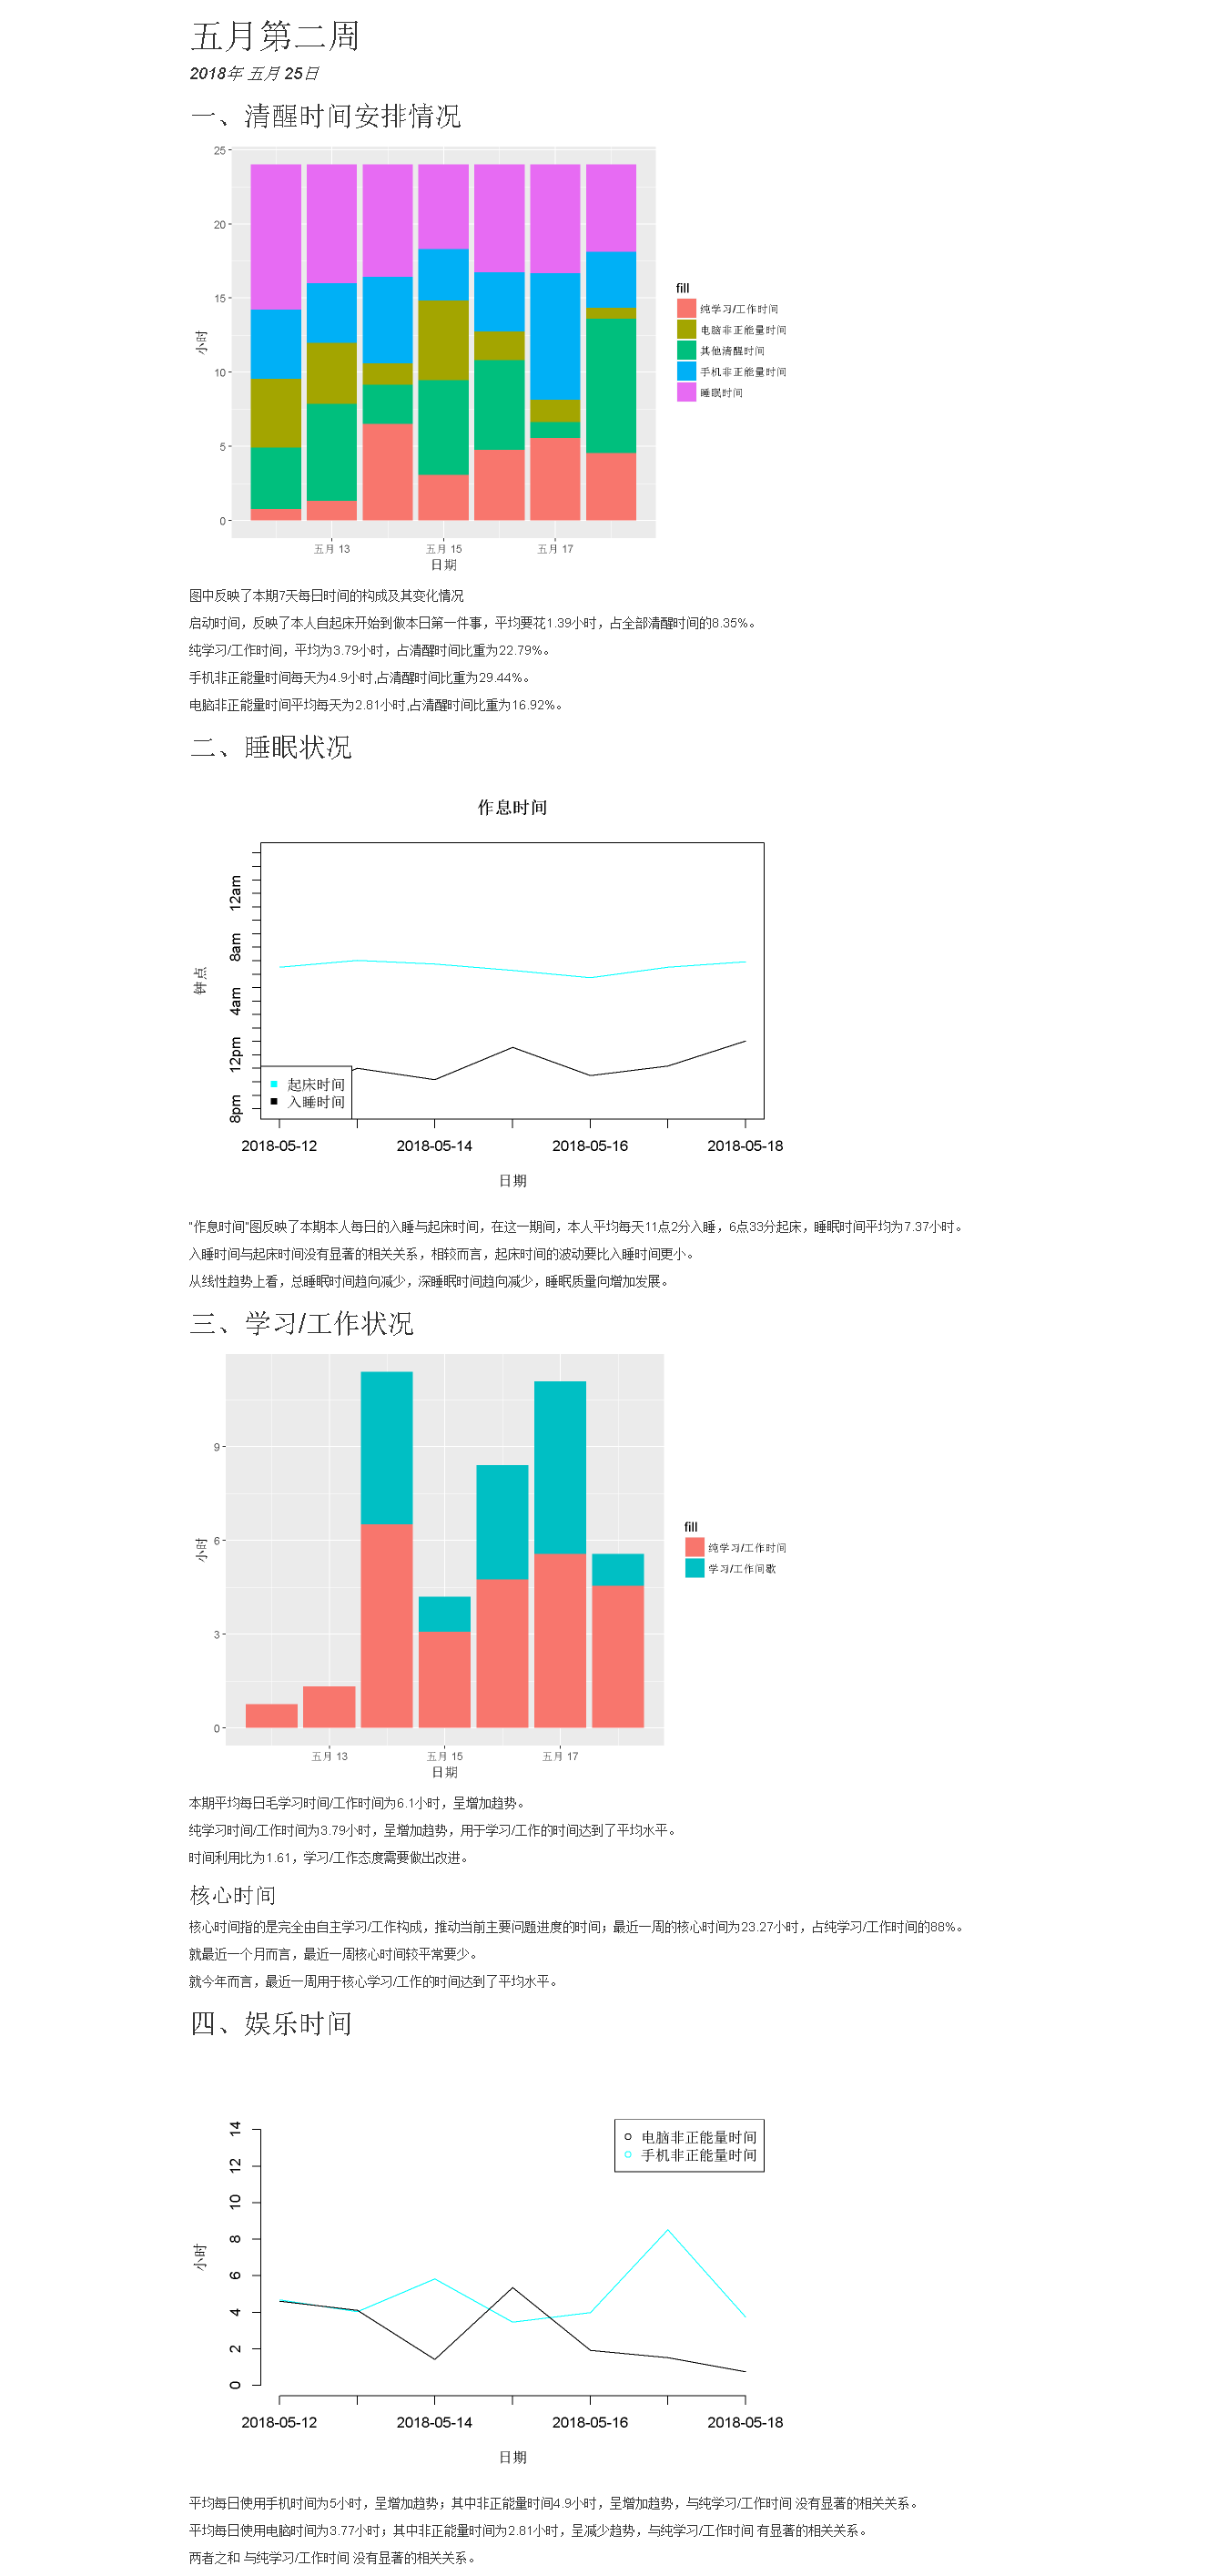 五月第二周
2018年 五月 25日
一、清醒时间安排情况
25
20
15
10
5
0
小时
五月 13
五月 15
五月 17
日期
fill
纯学习/工作时间
电脑非正能量时间
其他清醒时间
手机非正能量时间
睡眠时间
图中反映了本期7天每日时间的构成及其变化情况
启动时间，反映了本人自起床开始到做本日第一件事，平均要花1.39小时，占全部清醒时间的8.35%。
纯学习/工作时间，平均为3.79小时，占清醒时间比重为22.79%。
手机非正能量时间每天为4.9小时,占清醒时间比重为29.44%。
电脑非正能量时间平均每天为2.81小时,占清醒时间比重为16.92%。
二、睡眠状况
作息时间
12am
8am
4am
12pm
8pm
钟点
起床时间
入睡时间
2018-05-12
2018-05-14
2018-05-16
2018-05-18
日期
"作息时间"图反映了本期本人每日的入睡与起床时间，在这一期间，本人平均每天11点2分入睡，6点33分起床，睡眠时间平均为7.37小时。
入睡时间与起床时间没有显著的相关关系，相较而言，起床时间的波动要比入睡时间更小。
从线性趋势上看，总睡眠时间趋向减少，深睡眠时间趋向减少，睡眠质量向增加发展。
三、学习/工作状况
9
6
3
0
小时
五月 13
五月 15
五月 17
日期
fill
纯学习/工作时间
学习/工作间歇
本期平均每日毛学习时间/工作时间为6.1小时，呈增加趋势。
纯学习时间/工作时间为3.79小时，呈增加趋势，用于学习/工作的时间达到了平均水平。
时间利用比为1.61，学习/工作态度需要做出改进。
核心时间
核心时间指的是完全由自主学习/工作构成，推动当前主要问题进度的时间；最近一周的核心时间为23.27小时，占纯学习/工作时间的88%。
就最近一个月而言，最近一周核心时间较平常要少。
就今年而言，最近一周用于核心学习/工作的时间达到了平均水平。
四、娱乐时间
14
12
10
8
6
4
2
0
小时
电脑非正能量时间
手机非正能量时间
2018-05-12
2018-05-14
2018-05-16
2018-05-18
日期
平均每日使用手机时间为5小时，呈增加趋势；其中非正能量时间4.9小时，呈增加趋势，与纯学习/工作时间 没有显著的相关关系。
平均每日使用电脑时间为3.77小时；其中非正能量时间为2.81小时，呈减少趋势，与纯学习/工作时间 有显著的相关关系。
两者之和 与纯学习/工作时间 没有显著的相关关系。